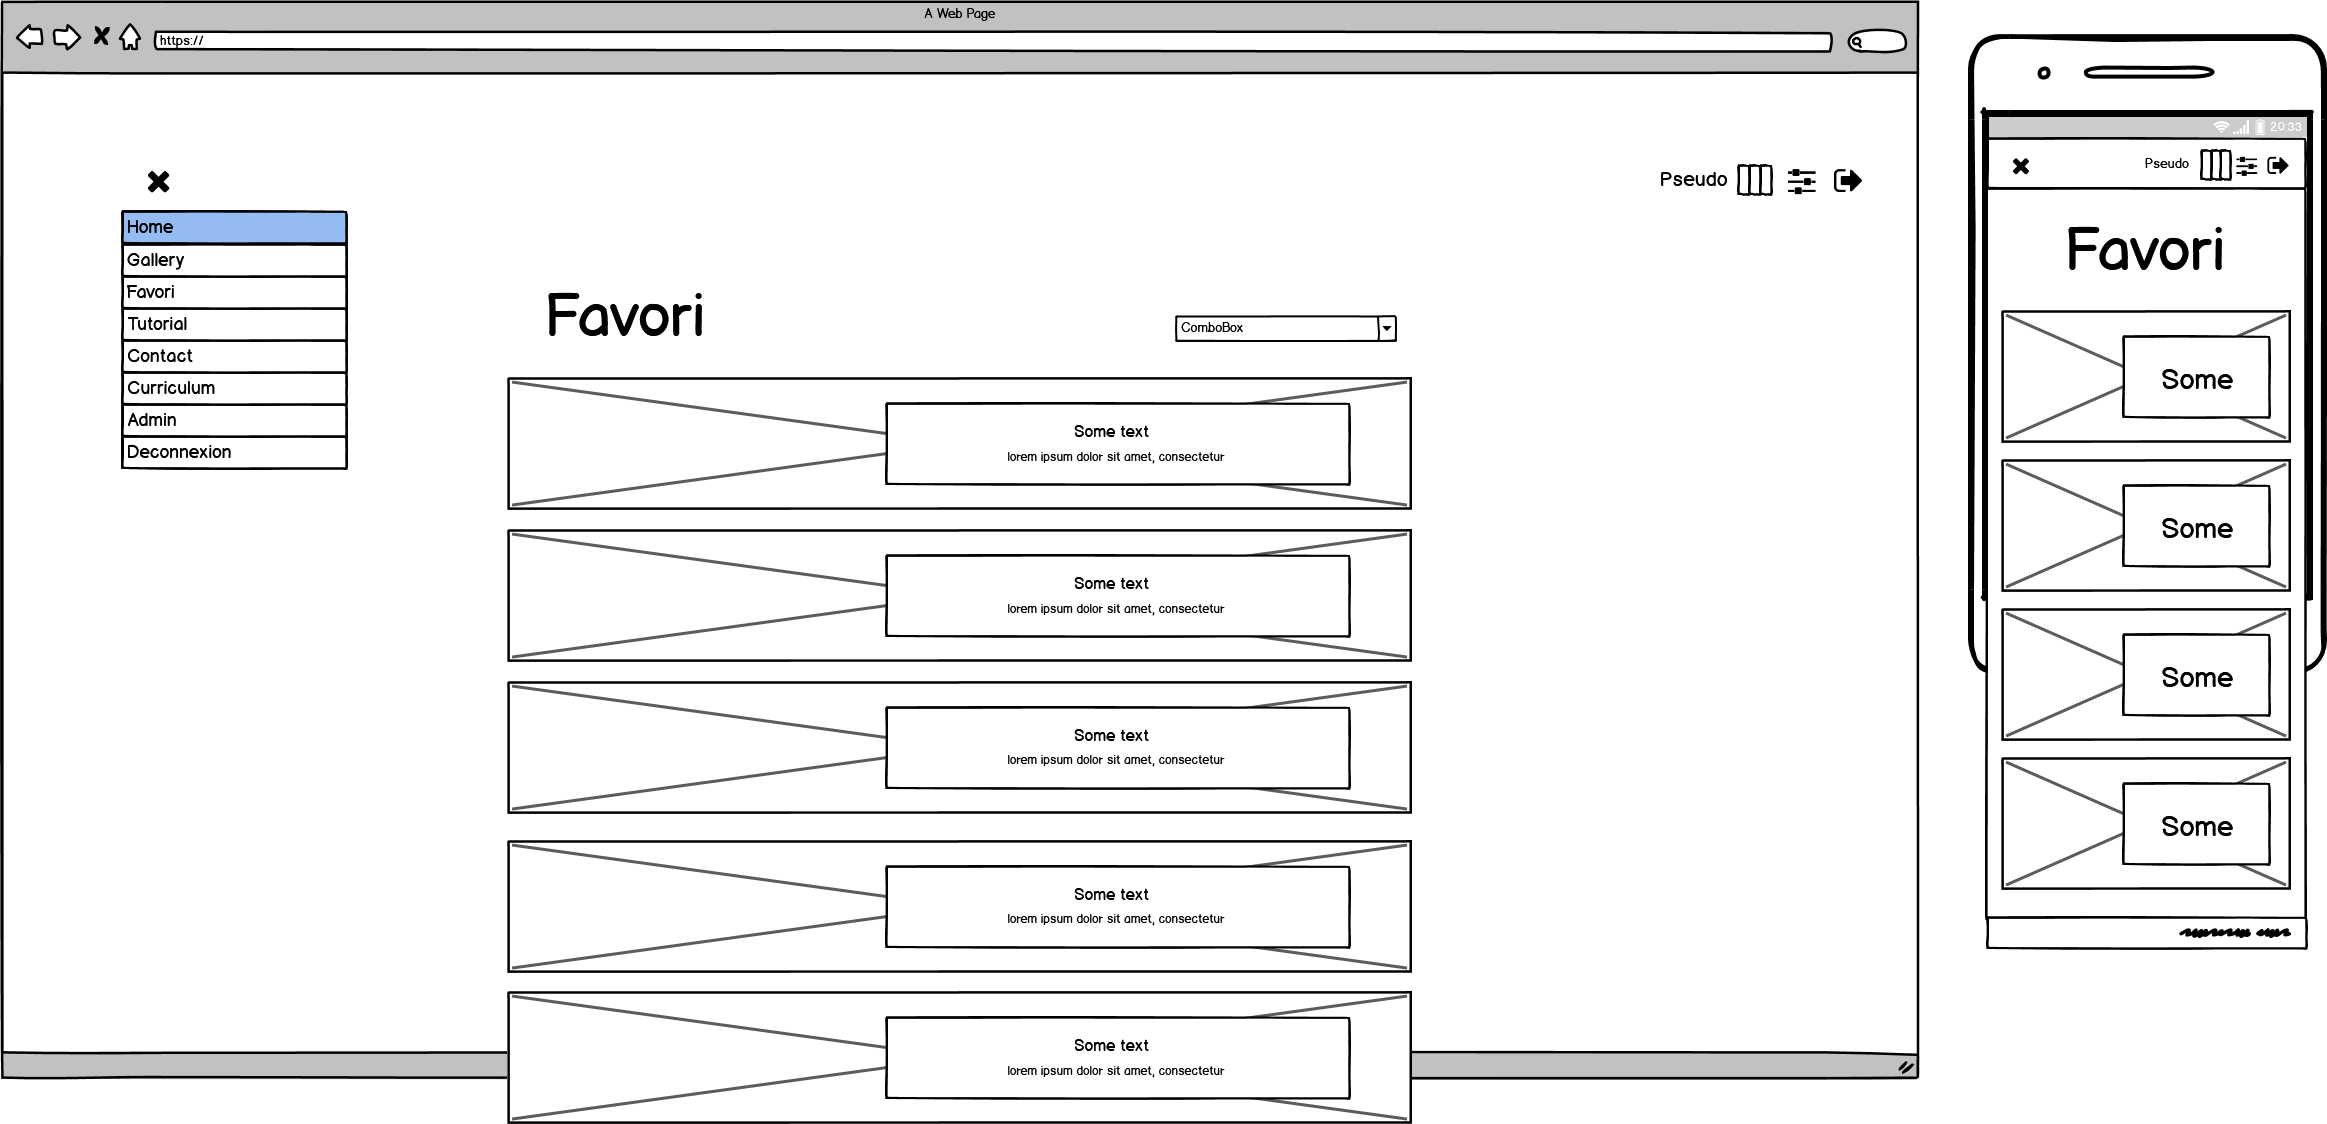 A Web Page
https://
Pseudo
Home
Gallery
Favori
Tutorial
Contact
Curriculum
Admin
Deconnexion
Favori
ComboBox
Some text
lorem ipsum dolor sit amet, consectetur
Some text
lorem ipsum dolor sit amet, consectetur
Some text
lorem ipsum dolor sit amet, consectetur
Some text
lorem ipsum dolor sit amet, consectetur
Some text
lorem ipsum dolor sit amet, consectetur
20:33
Pseudo
Favori
Some
Some
Some
Some